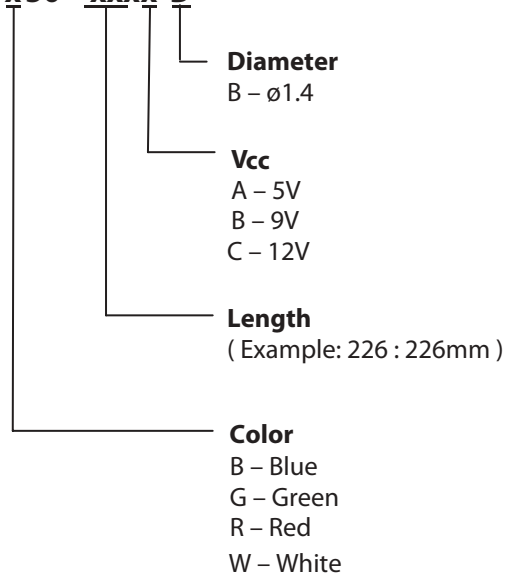 Diameter
B – ø1.4
Vcc
A – 5V
B – 9V
C – 12V
Length
( Example: 226 : 226mm )
Color
B – Blue
G – Green
R – Red
W – White